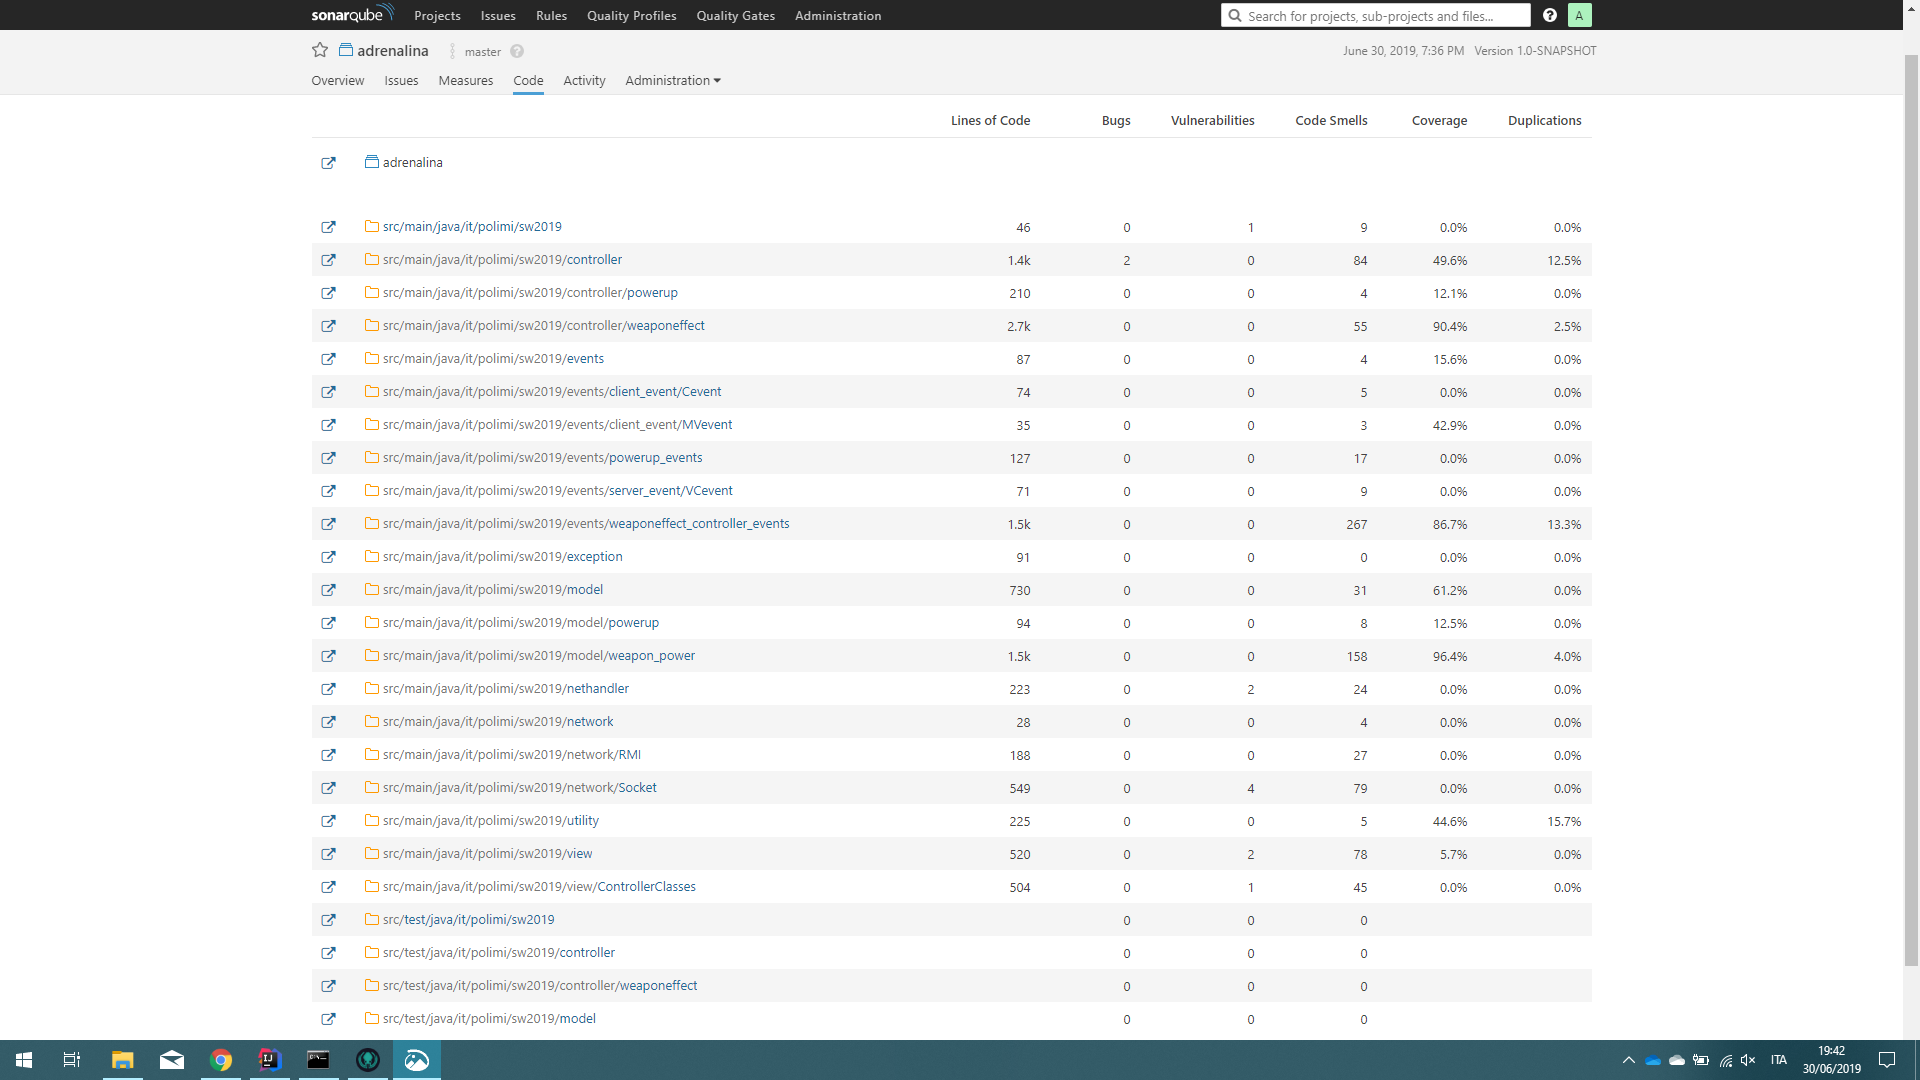 sonarqube Projects Issues Rules Quality Profiles Quality Gates Administration Search for projects, sub-projects and files... ? A
adrenalina master ? June 30, 2019, 7:36 PM Version 1.0-SNAPSHOT
Overview Issues Measures Code Activity Administration
Lines of Code Bugs Vulnerabilities Code Smells Coverage Duplications
adrenalina
src/main/java/it/polimi/sw2019 46 0 1 9 0.0% 0.0%
src/main/java/it/polimi/sw2019/controller 1.4k 2 0 84 49.6% 12.5%
src/main/java/it/polimi/sw2019/controller/powerup 210 0 0 4 12.1% 0.0%
src/main/java/it/polimi/sw2019/controller/weaponeffect 2.7k 0 0 55 90.4% 2.5%
src/main/java/it/polimi/sw2019/events 87 0 0 4 15.6% 0.0%
src/main/java/it/polimi/sw2019/events/client_event/Cevent 74 0 0 5 0.0% 0.0%
src/main/java/it/polimi/sw2019/events/client_event/MVevent 35 0 0 3 42.9% 0.0%
src/main/java/it/polimi/sw2019/events/powerup_events 127 0 0 17 0.0% 0.0%
src/main/java/it/polimi/sw2019/events/server_event/VCevent 71 0 0 9 0.0% 0.0%
src/main/java/it/polimi/sw2019/events/weaponeffect_controller_events 1.5k 0 0 267 86.7% 13.3%
src/main/java/it/polimi/sw2019/exception 91 0 0 0 0.0% 0.0%
src/main/java/it/polimi/sw2019/model 730 0 0 31 61.2% 0.0%
src/main/java/it/polimi/sw2019/model/powerup 94 0 0 8 12.5% 0.0%
src/main/java/it/polimi/sw2019/model/weapon_power 1.5k 0 0 158 96.4% 4.0%
src/main/java/it/polimi/sw2019/nethandler 223 0 2 24 0.0% 0.0%
src/main/java/it/polimi/sw2019/network 28 0 0 4 0.0% 0.0%
src/main/java/it/polimi/sw2019/network/RMI 188 0 0 27 0.0% 0.0%
src/main/java/it/polimi/sw2019/network/Socket 549 0 4 79 0.0% 0.0%
src/main/java/it/polimi/sw2019/utility 225 0 0 5 44.6% 15.7%
src/main/java/it/polimi/sw2019/view 520 0 2 78 5.7% 0.0%
src/main/java/it/polimi/sw2019/view/ControllerClasses 504 0 1 45 0.0% 0.0%
src/test/java/it/polimi/sw2019 0 0 0
src/test/java/it/polimi/sw2019/controller 0 0 0
src/test/java/it/polimi/sw2019/controller/weaponeffect 0 0 0
src/test/java/it/polimi/sw2019/model 0 0 0
ITA 19:42
30/06/2019